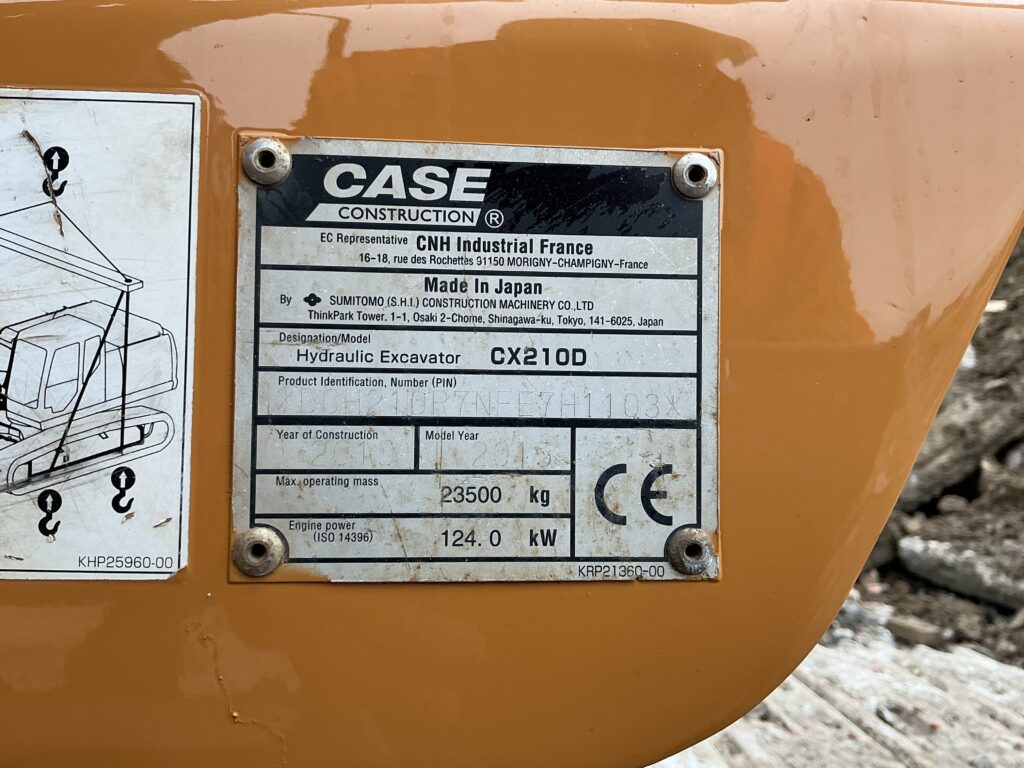 CASE
CONSTRUCTION ®
EC Representative CNH Industrial France
16-18, rue des Rochettes 91150 MORIGNY-CHAMPIGNY-France
Made In Japan
By SUMITOMO (S.H.I.) CONSTRUCTION MACHINERY CO.,LTD
ThinkPark Tower. 1-1, Osaki 2-Chome, Shinagawa-ku, Tokyo, 141-6025, Japan
Designation/Model
Hydraulic Excavator CX210D
Product Identification, Number (PIN)
Year of Construction
Model Year
Max. operating mass
23500 kg
Engine power
(ISO 14396)
124.0 kW
CE
KRP21360-00
KHP25960-00